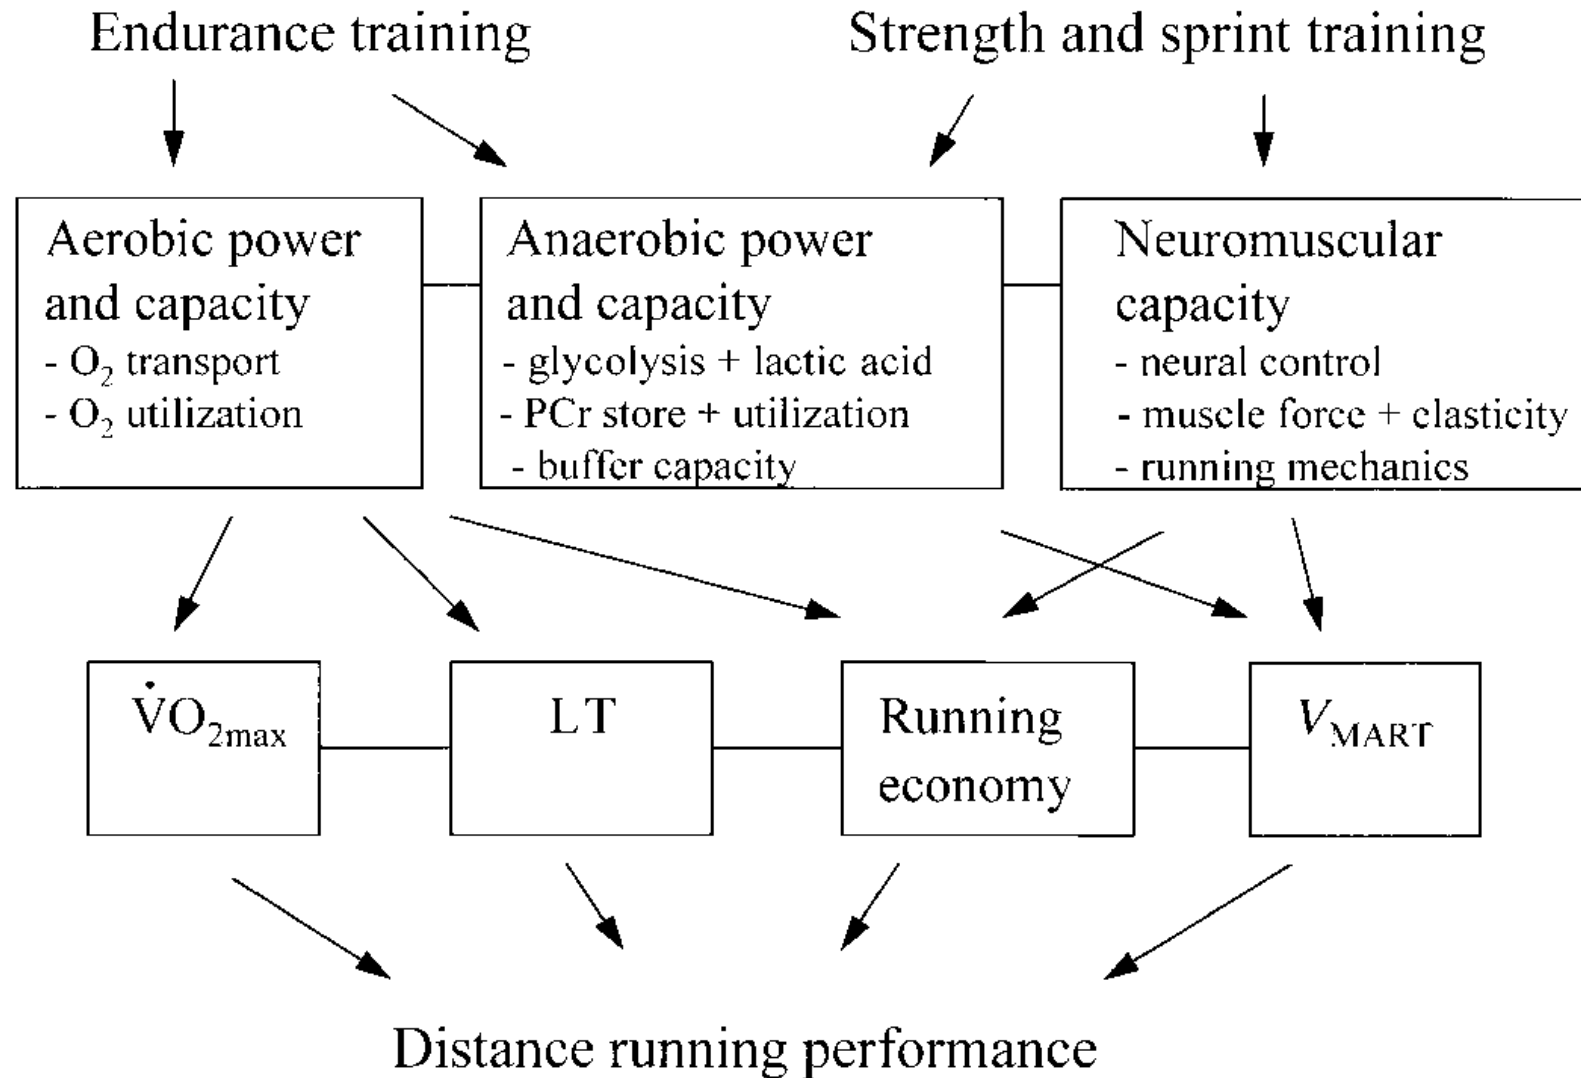 Endurance training
Strength and sprint training
Aerobic power
and capacity
- O₂ transport
- O₂ utilization
Anaerobic power
and capacity
- glycolysis + lactic acid
- PCr store + utilization
- buffer capacity
Neuromuscular
capacity
- neural control
- muscle force + elasticity
- running mechanics
V̇O₂max
LT
Running
economy
V_MART
Distance running performance